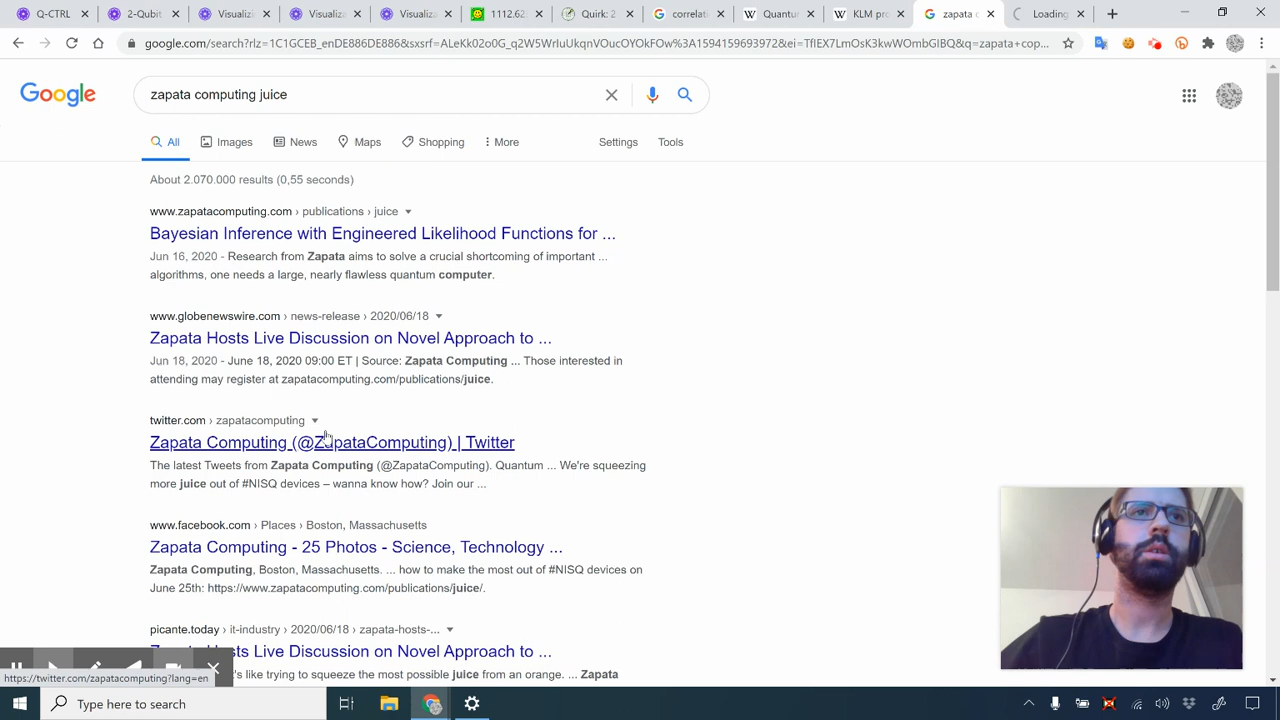 Q-CTRL
2-Qubit
Visualiza
Visualiza
Visualiza
1112.62
Quirk: 2
correlati
Quantur
KLM pro
zapata c
Loading
google.com/search?rlz=1C1GCEB_enDE886DE886&sxsrf=ALeKk02o0G_q2W5WrIuUkqnVOucOYOkFOw%3A1594159693972&ei=TfIEX7LmOsK3kwWOmbGIBQ&q=zapata+cop...
Google
zapata computing juice
All
Images
News
Maps
Shopping
More
Settings
Tools
About 2.070.000 results (0,55 seconds)
www.zapatacomputing.com › publications › juice
Bayesian Inference with Engineered Likelihood Functions for ...
Jun 16, 2020 - Research from Zapata aims to solve a crucial shortcoming of important ...
algorithms, one needs a large, nearly flawless quantum computer.
www.globenewswire.com › news-release › 2020/06/18
Zapata Hosts Live Discussion on Novel Approach to ...
Jun 18, 2020 - June 18, 2020 09:00 ET | Source: Zapata Computing ... Those interested in
attending may register at zapatacomputing.com/publications/juice.
twitter.com › zapatacomputing
Zapata Computing (@ZapataComputing) | Twitter
The latest Tweets from Zapata Computing (@ZapataComputing). Quantum ... We're squeezing
more juice out of #NISQ devices – wanna know how? Join our ...
www.facebook.com › Places › Boston, Massachusetts
Zapata Computing - 25 Photos - Science, Technology ...
Zapata Computing, Boston, Massachusetts. ... how to make the most out of #NISQ devices on
June 25th: https://www.zapatacomputing.com/publications/juice/.
picante.today › it-industry › 2020/06/18 › zapata-hosts-...
Hosts Live Discussion on Novel Approach to ...
like trying to squeeze the most possible juice from an orange. ... Zapata
https://twitter.com/zapatacomputing?lang=en
Type here to search